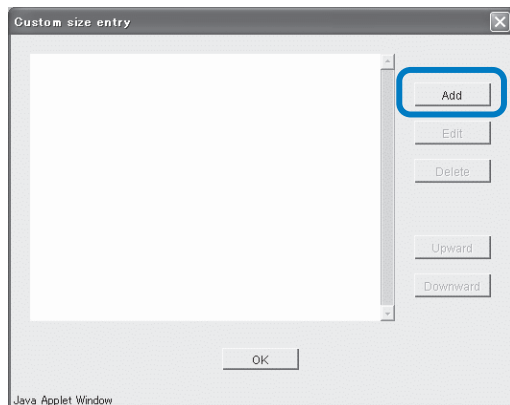 Custom size entry
Add
Edit
Delete
Upward
Downward
OK
Java Applet Window